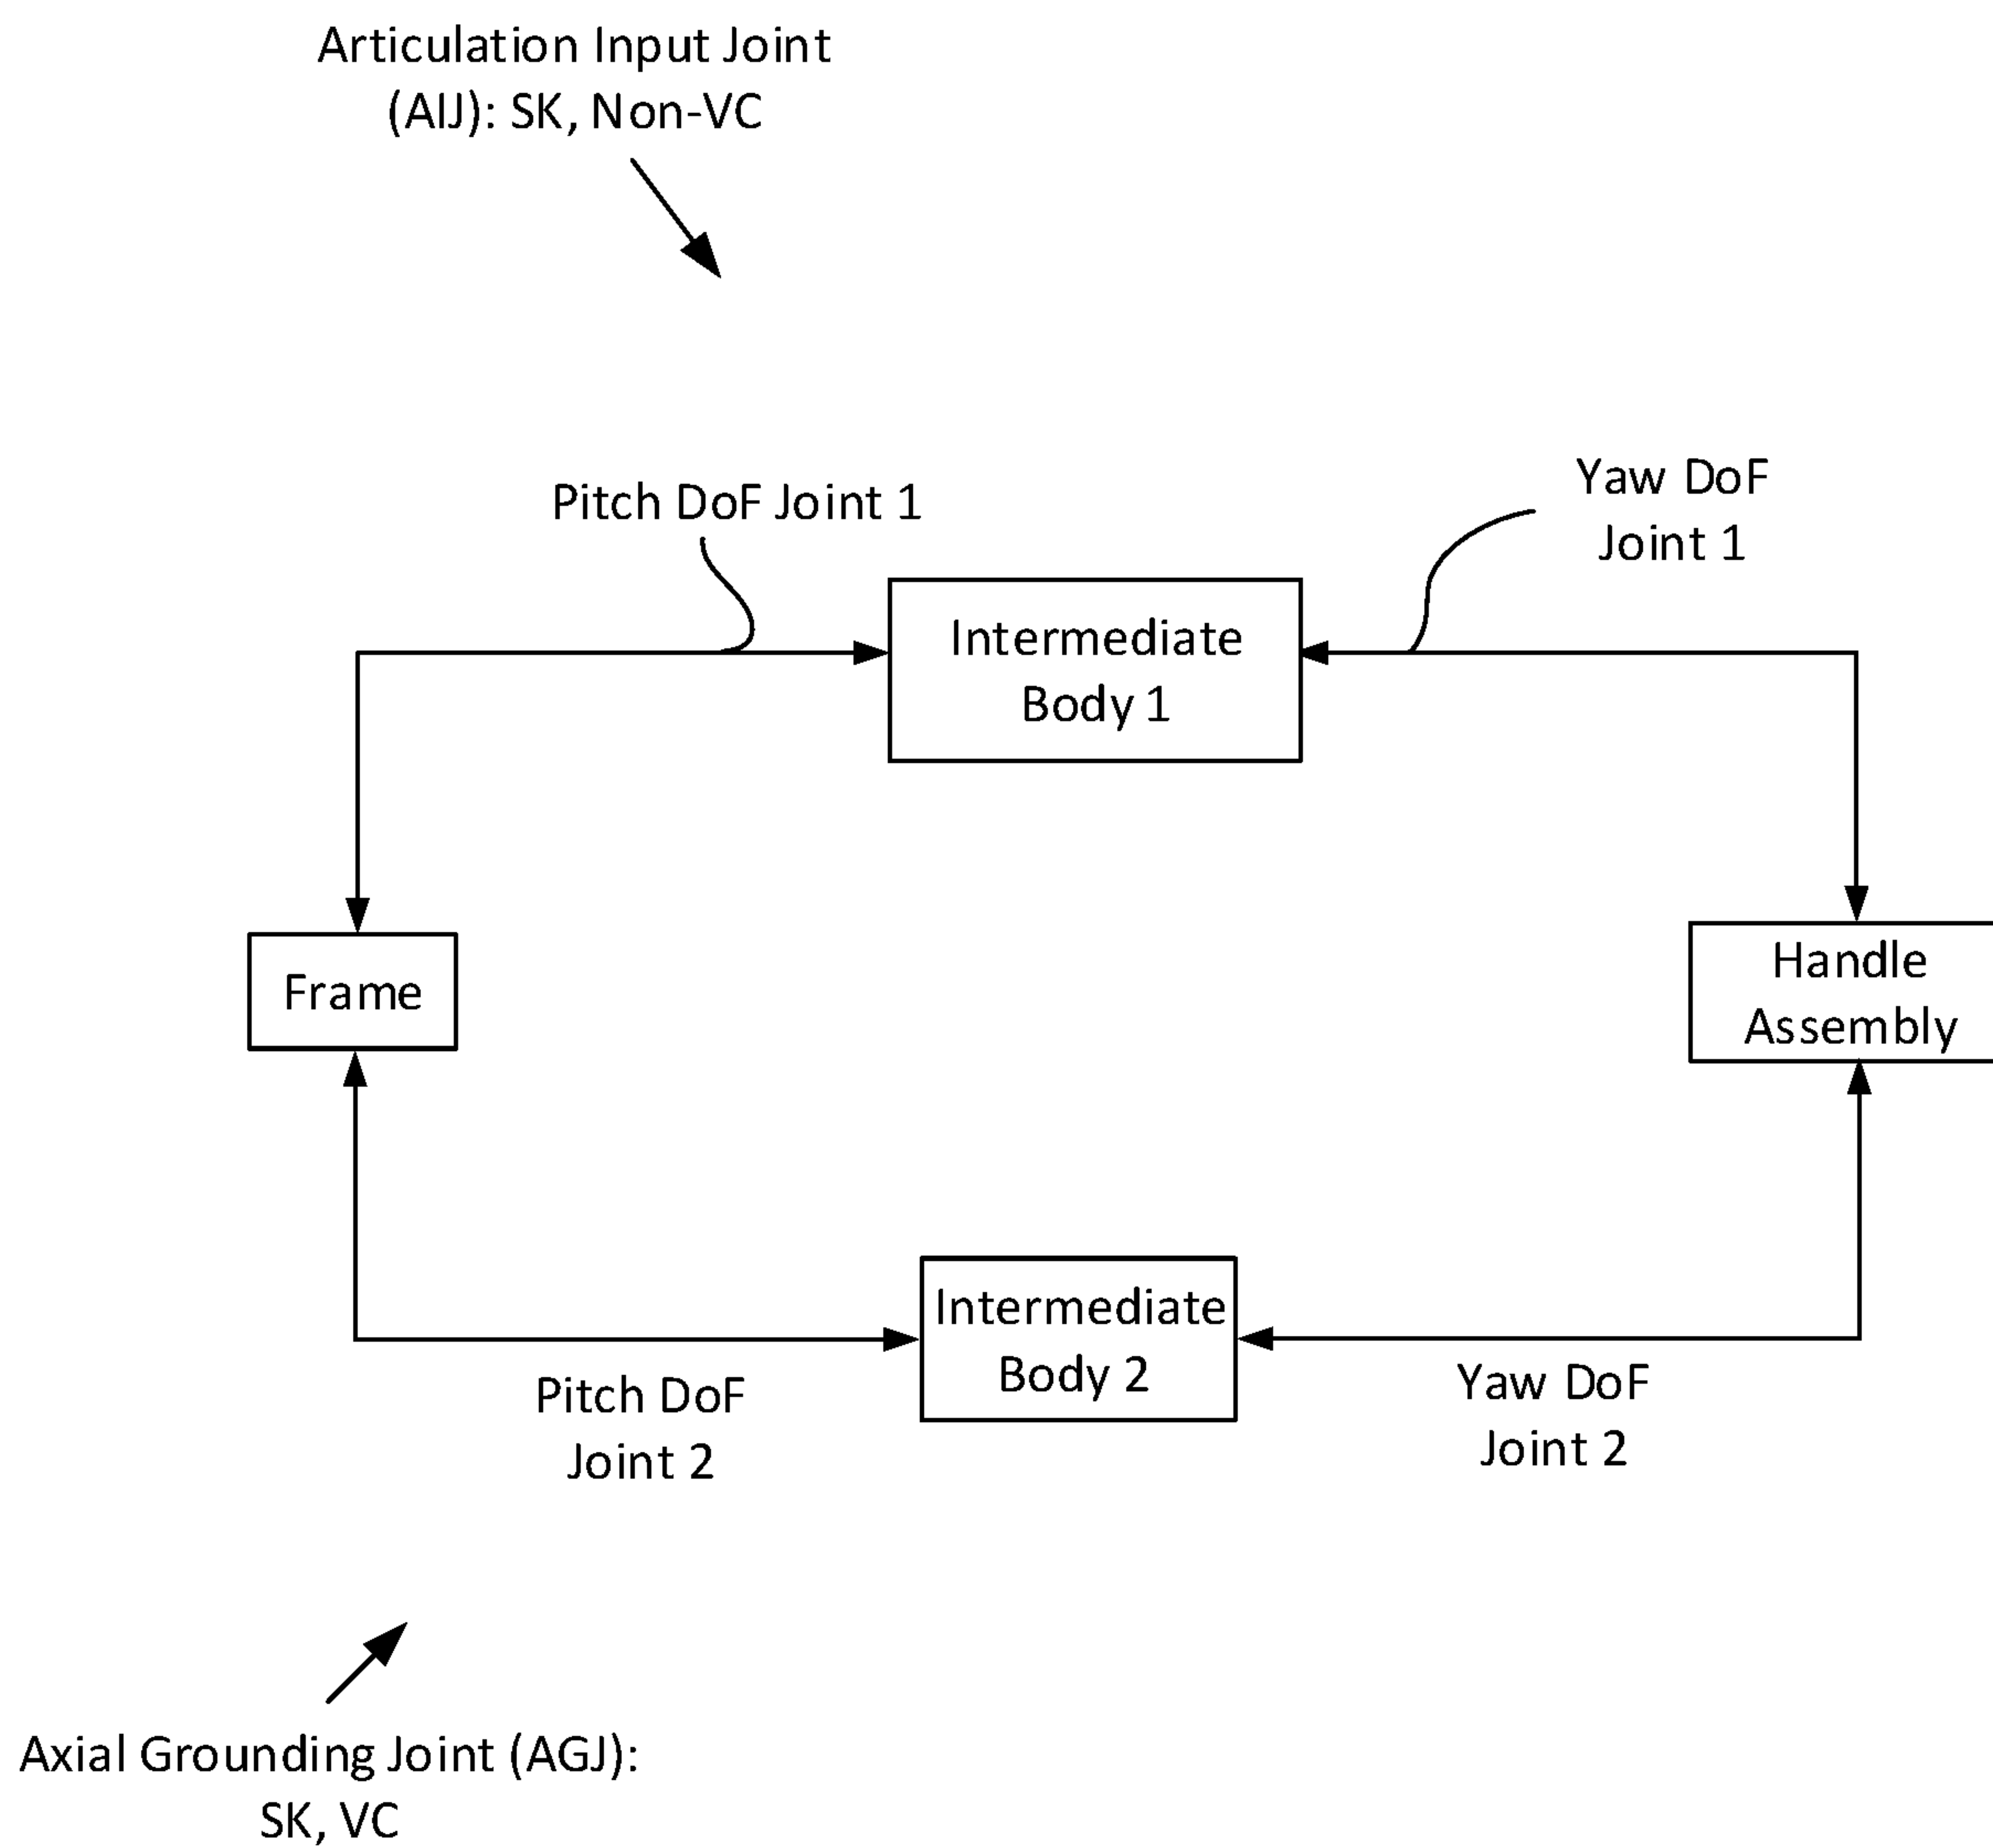 Articulation Input Joint
(AIJ): SK, Non-VC
Pitch DoF Joint 1
Yaw DoF
Joint 1
Intermediate
Body 1
Frame
Handle
Assembly
Intermediate
Body 2
Pitch DoF
Joint 2
Yaw DoF
Joint 2
Axial Grounding Joint (AGJ):
SK, VC